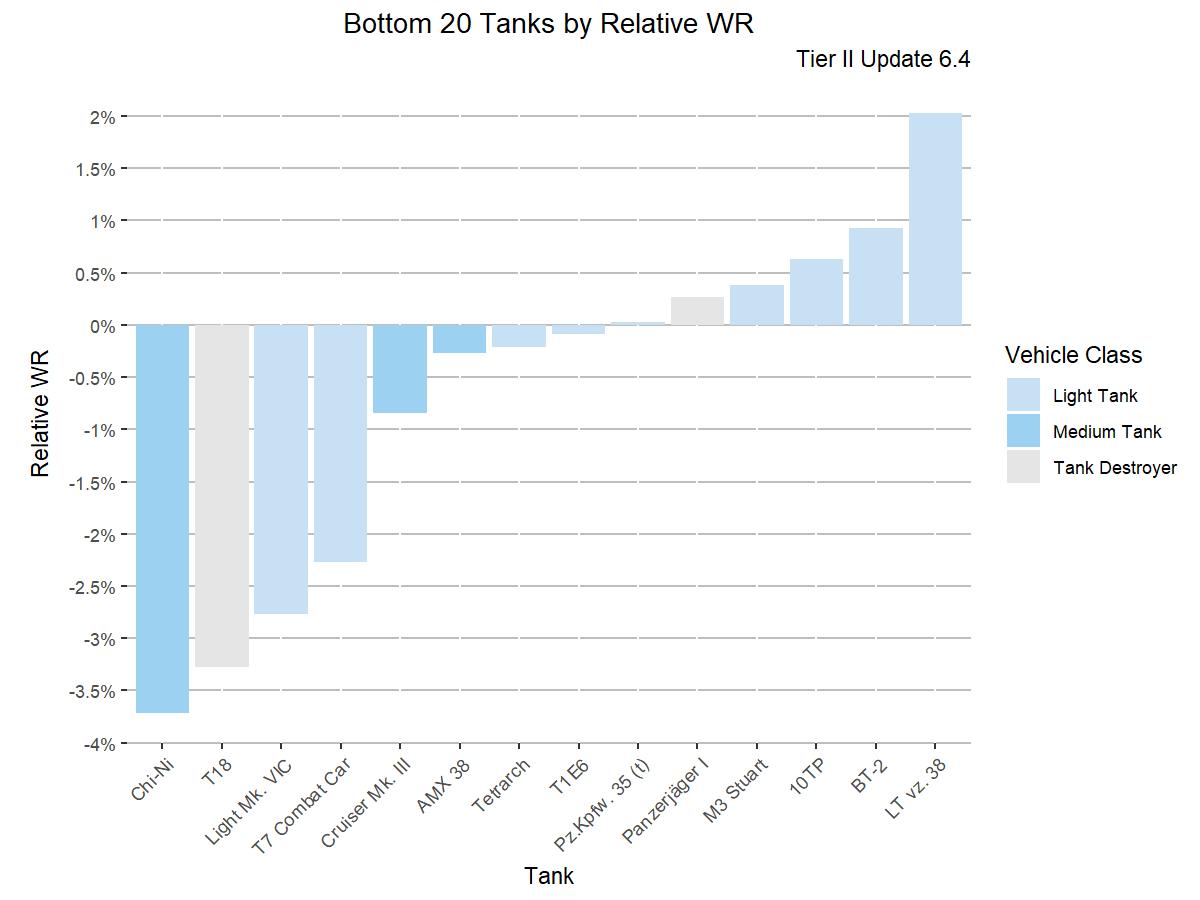 Bottom 20 Tanks by Relative WR
Tier II Update 6.4
2%
1.5%
1%
0.5%
0%
-0.5%
-1%
-1.5%
-2%
-2.5%
-3%
-3.5%
-4%
Relative WR
Chi-Ni
T18
Light Mk. VIC
T7 Combat Car
Cruiser Mk. III
AMX 38
Tetrarch
T1E6
Pz.Kpfw. 35 (t)
Panzerjäger I
M3 Stuart
10TP
BT-2
LT vz. 38
Tank
Vehicle Class
Light Tank
Medium Tank
Tank Destroyer